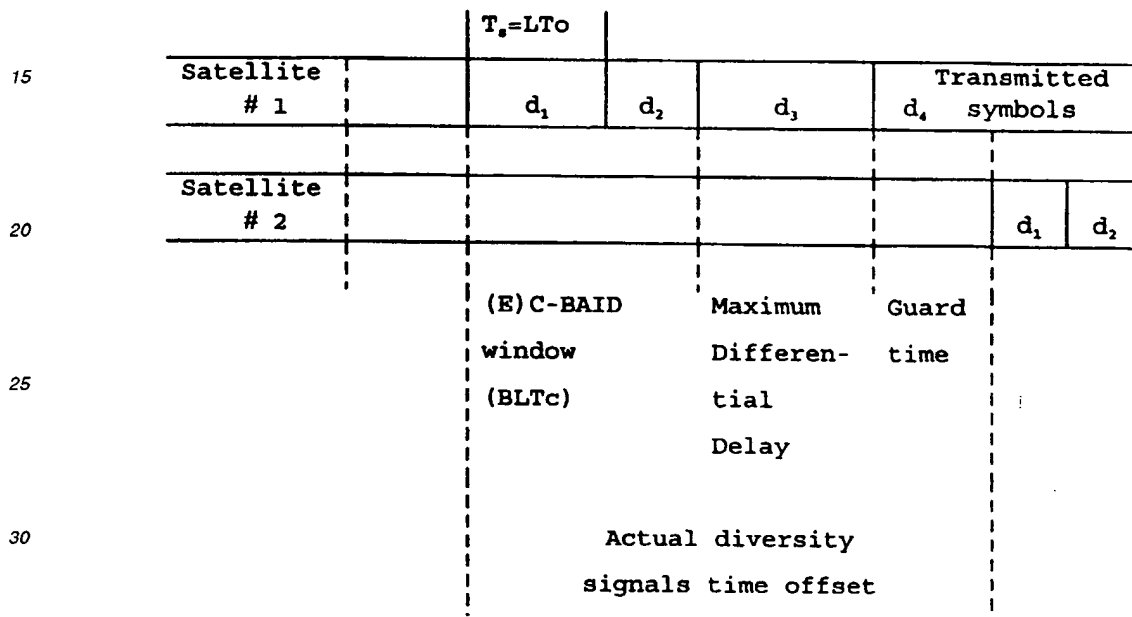 Tₛ=LTo
15
Satellite
# 1
d₁
d₂
d₃
d₄
Transmitted
symbols
Satellite
# 2
20
d₁
d₂
(E)C-BAID
window
(BLTc)
Maximum
Differen-
tial
Delay
Guard
time
25
30
Actual diversity
signals time offset